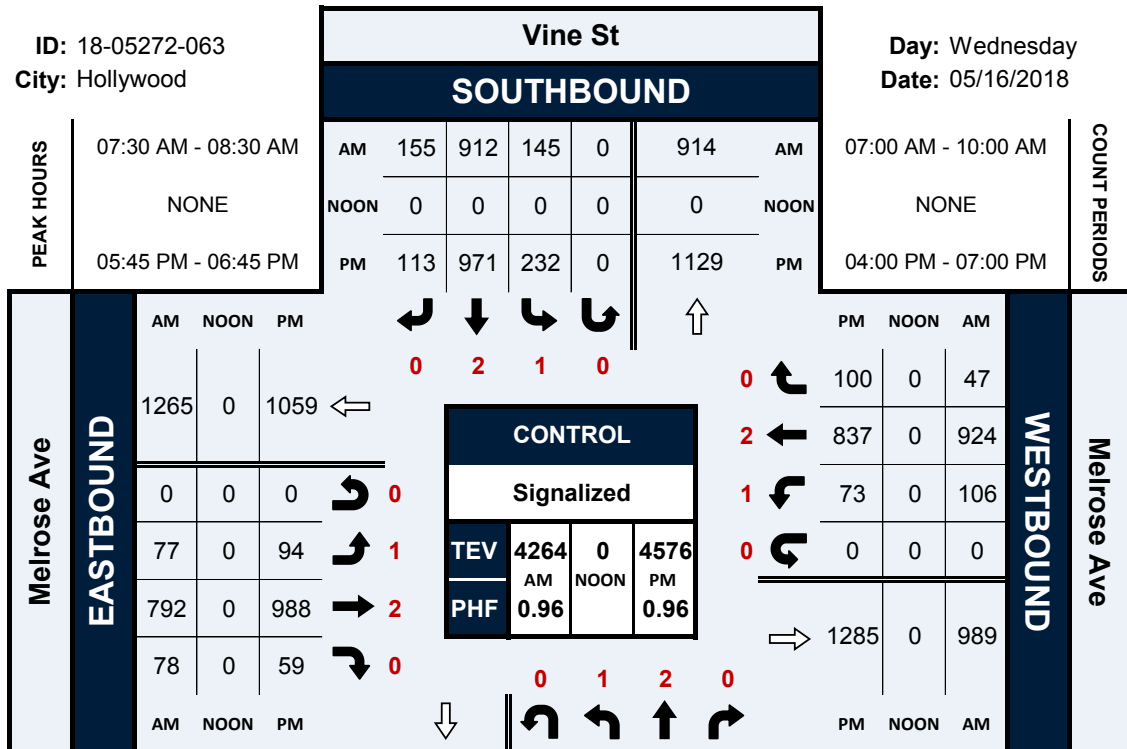 ID: 18-05272-063
City: Hollywood
Vine St
SOUTHBOUND
Day: Wednesday
Date: 05/16/2018
PEAK HOURS
07:30 AM - 08:30 AM
NONE
05:45 PM - 06:45 PM
AM 155 912 145 0 914 AM
NOON 0 0 0 0 0 NOON
PM 113 971 232 0 1129 PM
07:00 AM - 10:00 AM
NONE
04:00 PM - 07:00 PM
COUNT PERIODS
0 2 1 0
Melrose Ave
EASTBOUND
AM NOON PM
1265 0 1059
0 0 0 0
77 0 94 1
792 0 988 2
78 0 59 0
AM NOON PM
CONTROL
Signalized
TEV 4264 0 4576
AM NOON PM
PHF 0.96 0.96
PM NOON AM
0 100 0 47
2 837 0 924
1 73 0 106
0 0 0 0
1285 0 989
PM NOON AM
WESTBOUND
Melrose Ave
0 1 2 0